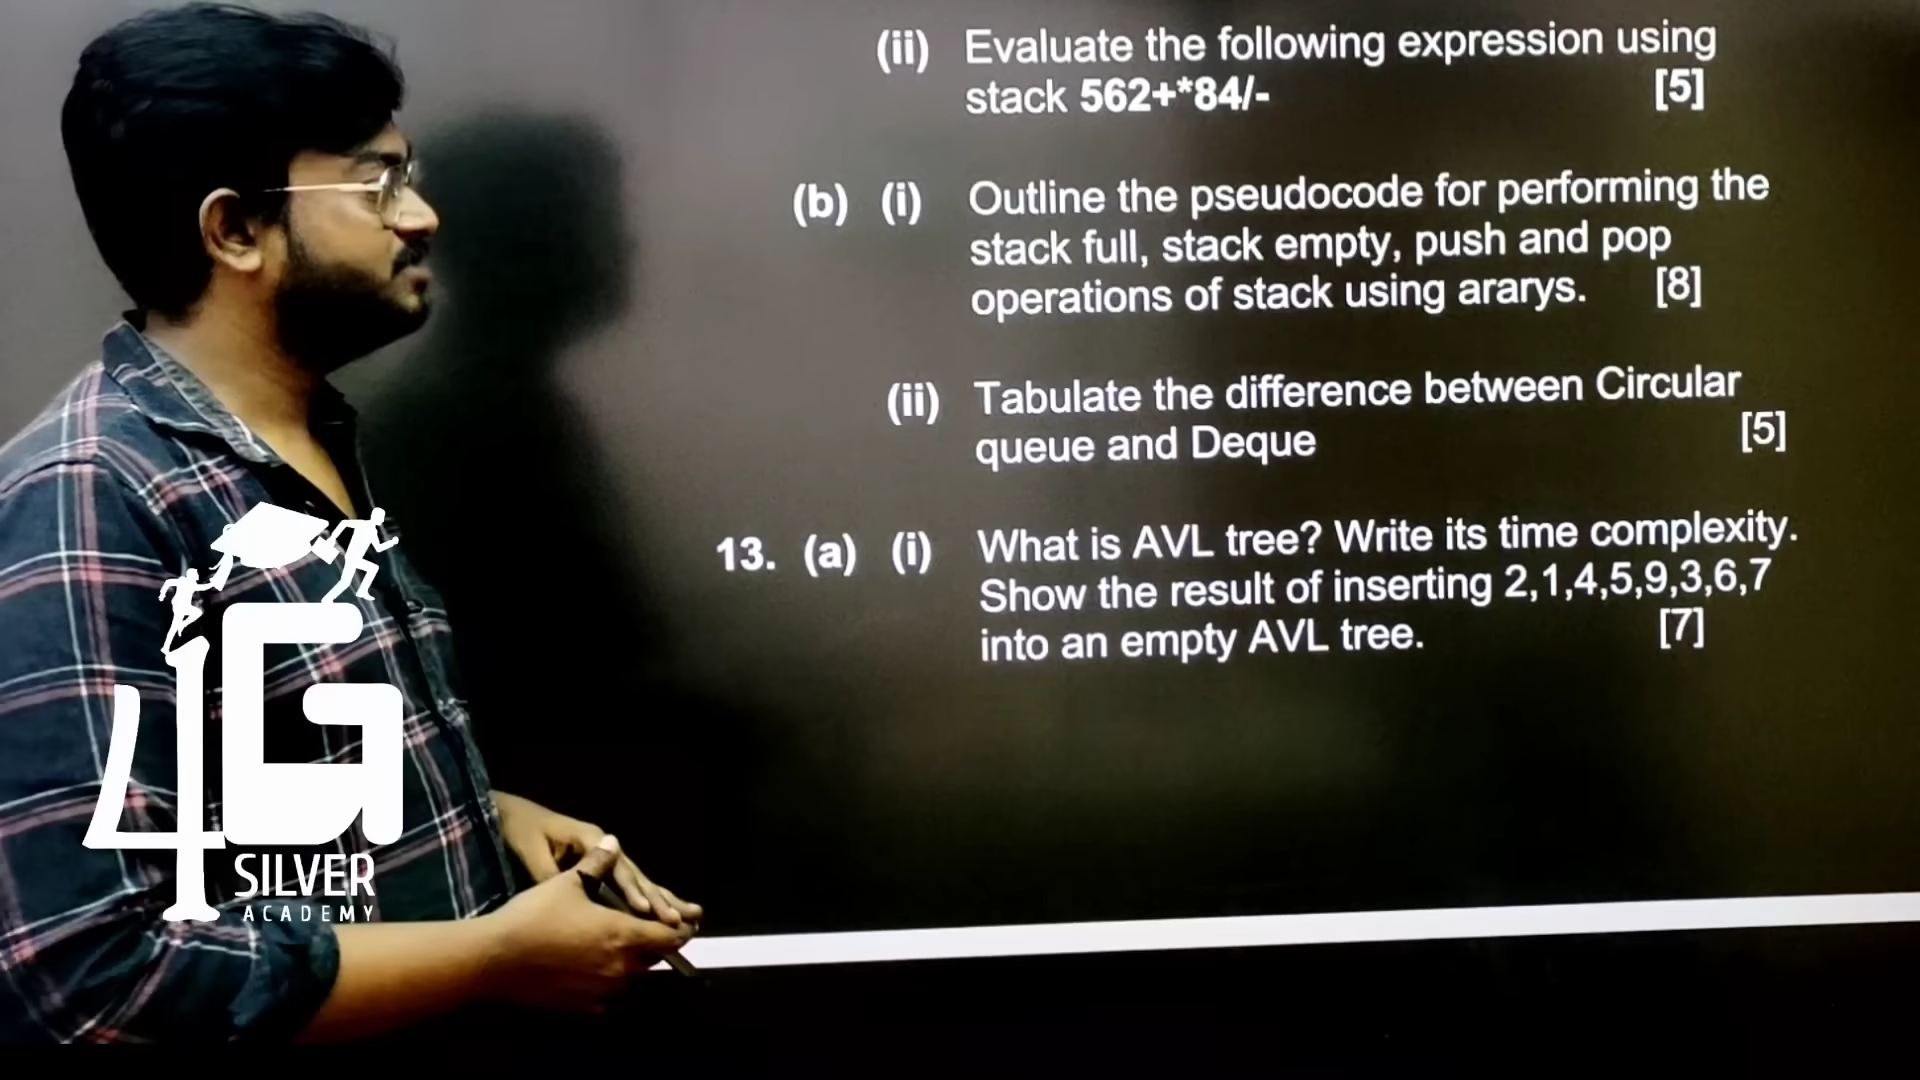 (ii) Evaluate the following expression using
stack 562+*84/- [5]
(b) (i) Outline the pseudocode for performing the
stack full, stack empty, push and pop
operations of stack using ararys. [8]
(ii) Tabulate the difference between Circular
queue and Deque [5]
13. (a) (i) What is AVL tree? Write its time complexity.
Show the result of inserting 2,1,4,5,9,3,6,7
into an empty AVL tree. [7]
4G
SILVER
ACADEMY